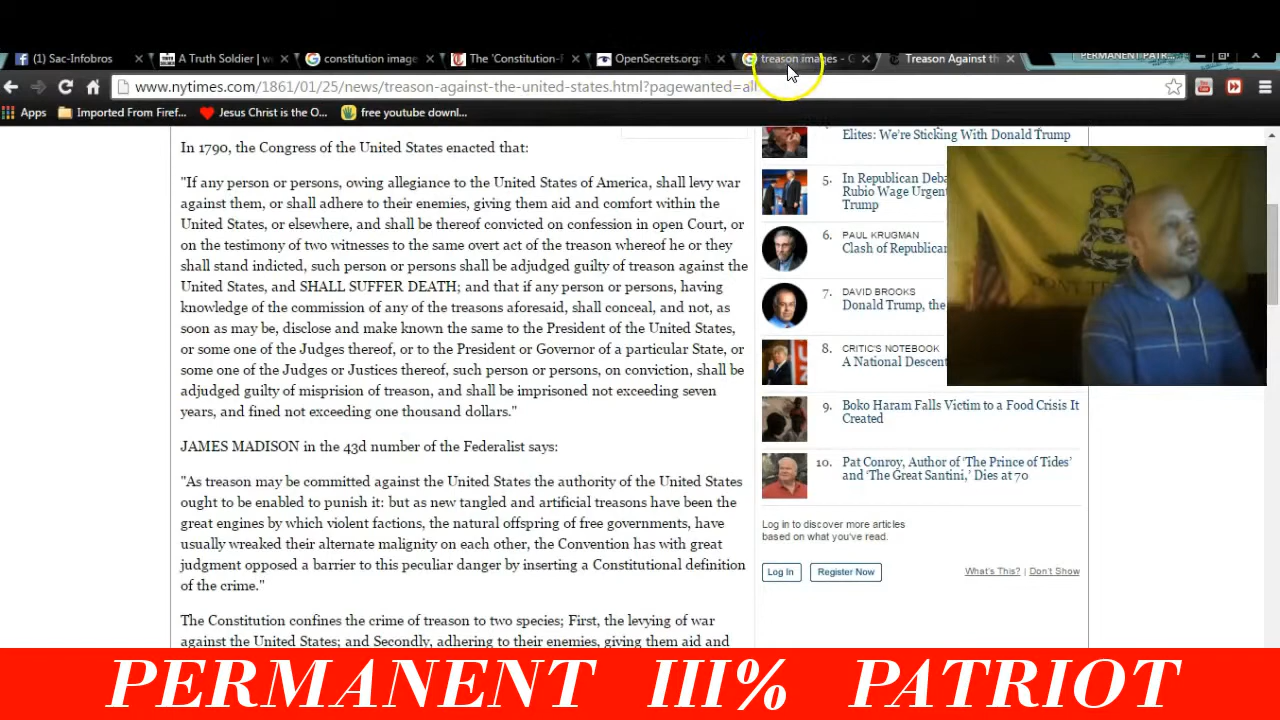 (1) Sac-Infobros
A Truth Soldier | w
constitution images
The 'Constitution-
OpenSecrets.org:
treason images - G
Treason Against th
PERMANENT PATR
www.nytimes.com/1861/01/25/news/treason-against-the-united-states.html?pagewanted=all
Apps
Imported From Firef...
Jesus Christ is the O...
free youtube downl...
In 1790, the Congress of the United States enacted that:
"If any person or persons, owing allegiance to the United States of America, shall levy war
against them, or shall adhere to their enemies, giving them aid and comfort within the
United States, or elsewhere, and shall be thereof convicted on confession in open Court, or
on the testimony of two witnesses to the same overt act of the treason whereof he or they
shall stand indicted, such person or persons shall be adjudged guilty of treason against the
United States, and SHALL SUFFER DEATH; and that if any person or persons, having
knowledge of the commission of any of the treasons aforesaid, shall conceal, and not, as
soon as may be, disclose and make known the same to the President of the United States,
or some one of the Judges thereof, or to the President or Governor of a particular State, or
some one of the Judges or Justices thereof, such person or persons, on conviction, shall be
adjudged guilty of misprision of treason, and shall be imprisoned not exceeding seven
years, and fined not exceeding one thousand dollars."
JAMES MADISON in the 43d number of the Federalist says:
"As treason may be committed against the United States the authority of the United States
ought to be enabled to punish it: but as new tangled and artificial treasons have been the
great engines by which violent factions, the natural offspring of free governments, have
usually wreaked their alternate malignity on each other, the Convention has with great
judgment opposed a barrier to this peculiar danger by inserting a Constitutional definition
of the crime."
The Constitution confines the crime of treason to two species; First, the levying of war
against the United States; and Secondly, adhering to their enemies, giving them aid and
Elites: We're Sticking With Donald Trump
5. In Republican Deba
Rubio Wage Urgent
Trump
6. PAUL KRUGMAN
Clash of Republican
7. DAVID BROOKS
Donald Trump, the
8. CRITIC'S NOTEBOOK
A National Descent
9. Boko Haram Falls Victim to a Food Crisis It
Created
10. Pat Conroy, Author of 'The Prince of Tides'
and 'The Great Santini,' Dies at 70
Log in to discover more articles
based on what you've read.
Log In
Register Now
What's This? | Don't Show
PERMANENT III% PATRIOT